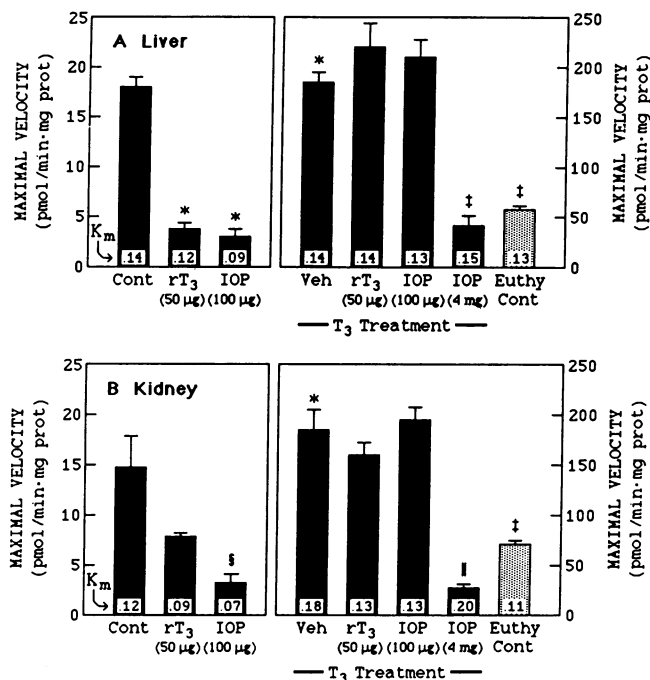 A Liver
MAXIMAL VELOCITY
(pmol/min·mg prot)
25
20
15
10
5
0
Km
.14
.12
.09
Cont
rT3
IOP
(50 µg)
(100 µg)
*
*
*
‡
‡
.14
.14
.13
.15
.13
Veh
rT3
IOP
IOP
Euthy
Cont
(50 µg)
(100 µg)
(4 mg)
T3 Treatment
250
200
150
100
50
0
MAXIMAL VELOCITY
(pmol/min·mg prot)
B Kidney
MAXIMAL VELOCITY
(pmol/min·mg prot)
25
20
15
10
5
0
Km
§
.12
.09
.07
Cont
rT3
IOP
(50 µg)
(100 µg)
*
‖
‡
.18
.13
.13
.20
.11
Veh
rT3
IOP
IOP
Euthy
Cont
(50 µg)
(100 µg)
(4 mg)
T3 Treatment
250
200
150
100
50
0
MAXIMAL VELOCITY
(pmol/min·mg prot)